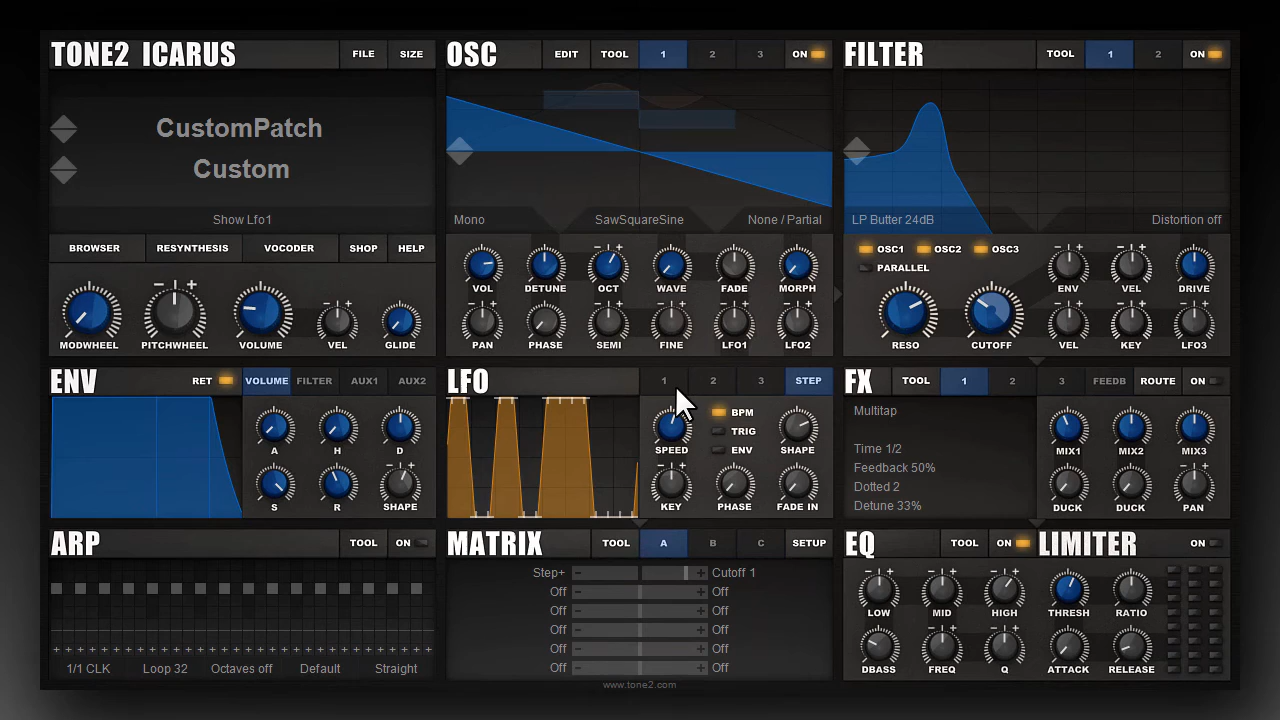 TONE2 ICARUS
FILE
SIZE
CustomPatch
Custom
Show Lfo1
BROWSER
RESYNTHESIS
VOCODER
SHOP
HELP
MODWHEEL
PITCHWHEEL
VOLUME
VEL
GLIDE
OSC
EDIT
TOOL
1
2
3
ON
Mono
SawSquareSine
None / Partial
VOL
DETUNE
OCT
WAVE
FADE
MORPH
PAN
PHASE
SEMI
FINE
LFO1
LFO2
FILTER
TOOL
1
2
ON
LP Butter 24dB
Distortion off
OSC1
OSC2
OSC3
PARALLEL
ENV
VEL
DRIVE
RESO
CUTOFF
VEL
KEY
LFO3
ENV
RET
VOLUME
FILTER
AUX1
AUX2
A
H
D
S
R
SHAPE
LFO
1
2
3
STEP
SPEED
BPM
TRIG
ENV
SHAPE
KEY
PHASE
FADE IN
FX
TOOL
1
2
3
FEEDB
ROUTE
ON
Multitap
Time 1/2
Feedback 50%
Dotted 2
Detune 33%
MIX1
MIX2
MIX3
DUCK
DUCK
PAN
ARP
TOOL
ON
1/1 CLK
Loop 32
Octaves off
Default
Straight
MATRIX
TOOL
A
B
C
SETUP
Step+ - + Cutoff 1
Off - + Off
Off - + Off
Off - + Off
Off - + Off
Off - + Off
EQ
TOOL
ON
LIMITER
ON
LOW
MID
HIGH
THRESH
RATIO
DBASS
FREQ
Q
ATTACK
RELEASE
www.tone2.com